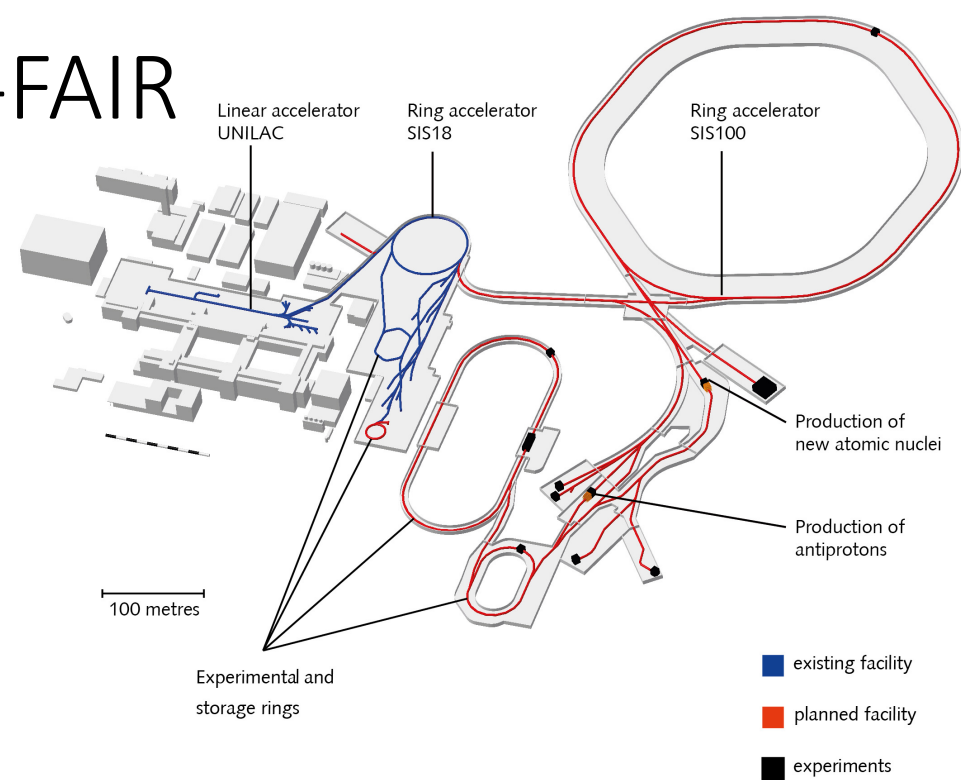 -FAIR
Linear accelerator
UNILAC
Ring accelerator
SIS18
Ring accelerator
SIS100
Production of
new atomic nuclei
Production of
antiprotons
100 metres
Experimental and
storage rings
existing facility
planned facility
experiments